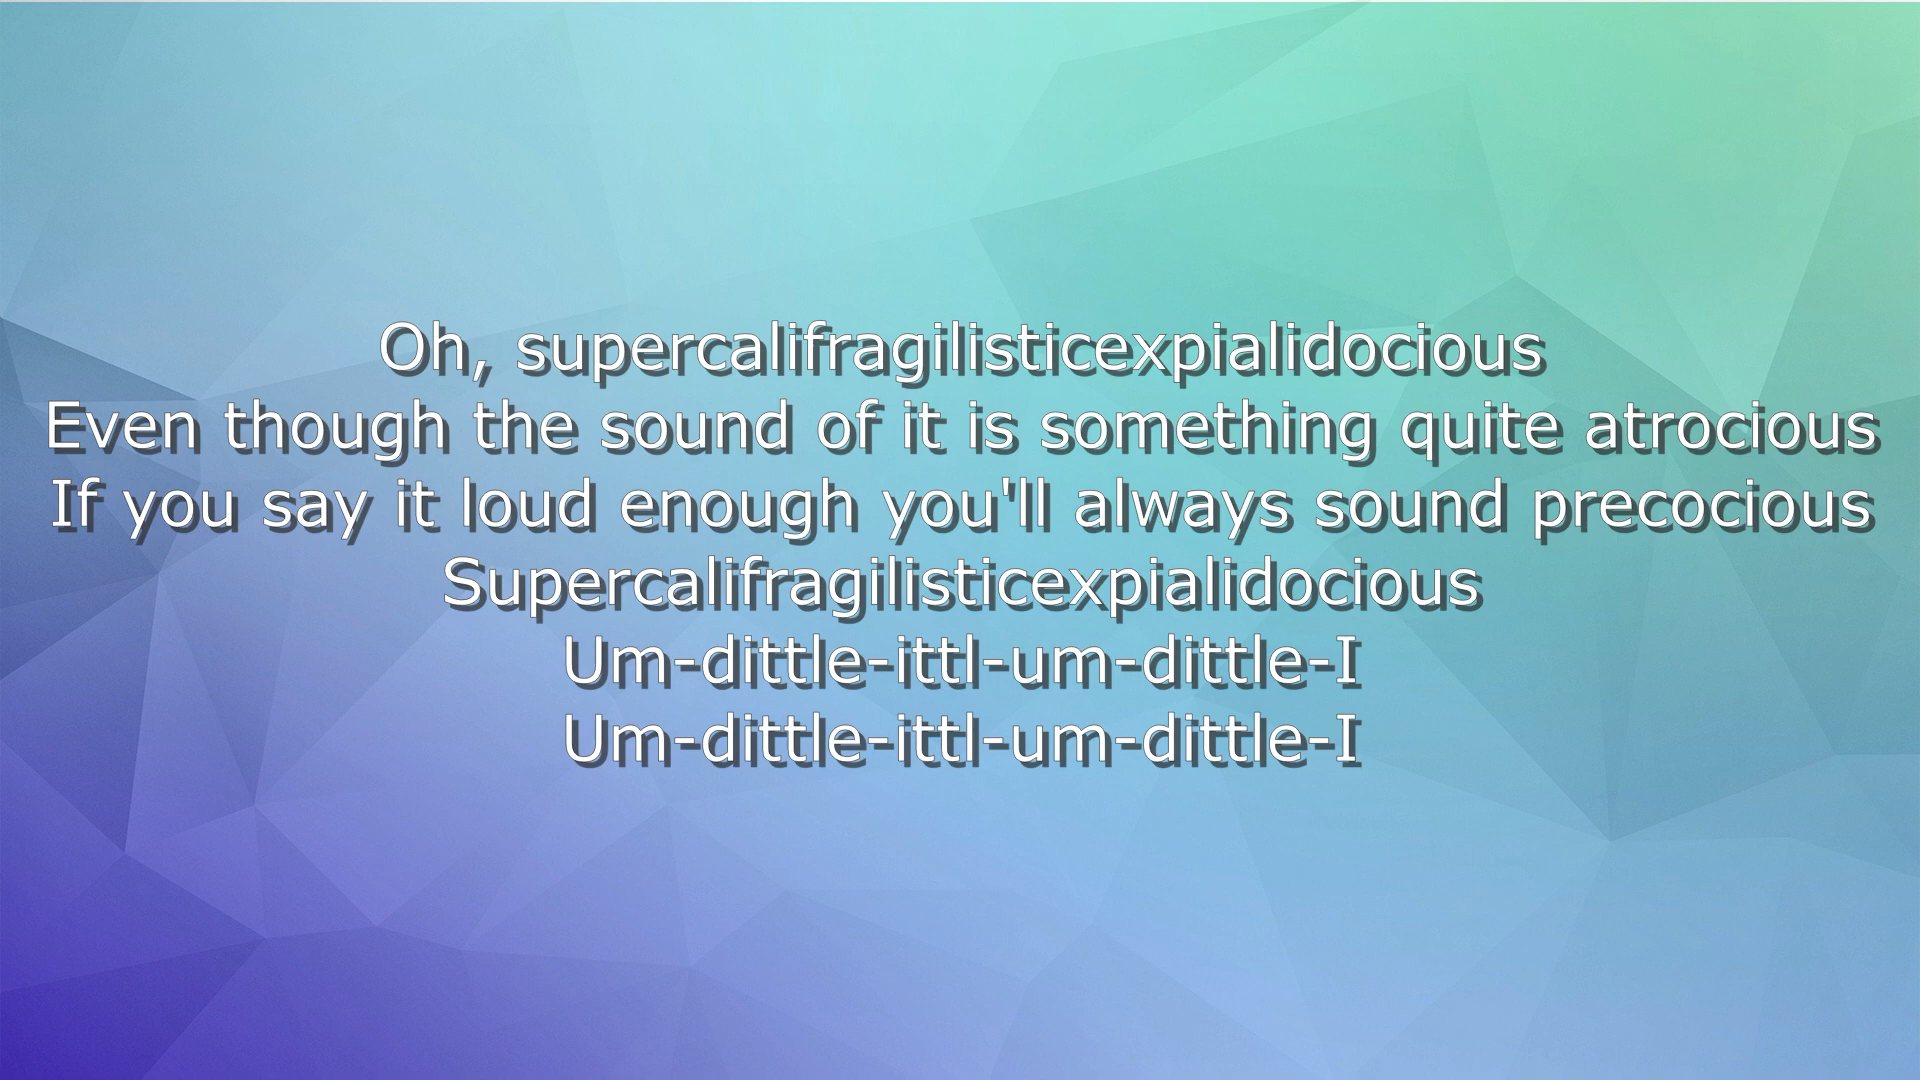 Oh, supercalifragilisticexpialidocious
Even though the sound of it is something quite atrocious
If you say it loud enough you'll always sound precocious
Supercalifragilisticexpialidocious
Um-dittle-ittl-um-dittle-I
Um-dittle-ittl-um-dittle-I